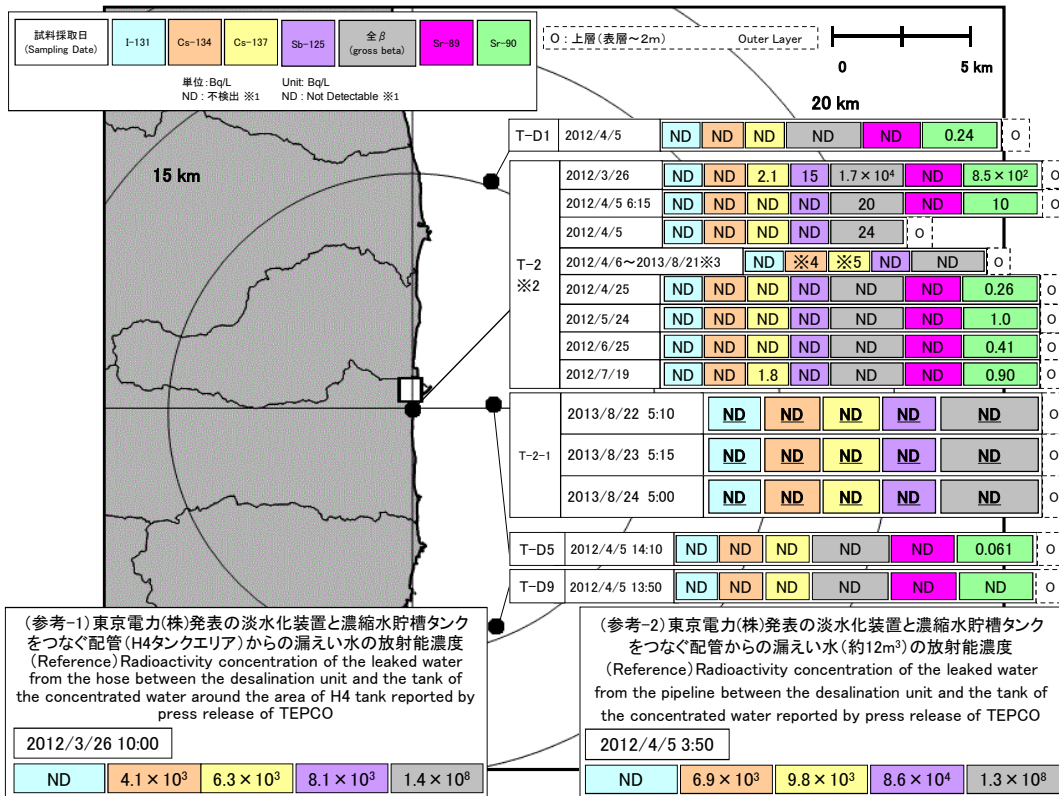 試料採取日
(Sampling Date)
I-131
Cs-134
Cs-137
Sb-125
全β
(gross beta)
Sr-89
Sr-90
単位:Bq/L
Unit: Bq/L
ND : 不検出 ※1
ND : Not Detectable ※1
O : 上層(表層～2m) Outer Layer
0
5 km
20 km
15 km
T-D1 2012/4/5 ND ND ND ND ND 0.24 O
T-2
※2
2012/3/26 ND ND 2.1 15 1.7×10⁴ ND 8.5×10² O
2012/4/5 6:15 ND ND ND ND 20 ND 10 O
2012/4/5 ND ND ND ND 24 O
2012/4/6～2013/8/21※3 ND ※4 ※5 ND ND O
2012/4/25 ND ND ND ND ND ND 0.26 O
2012/5/24 ND ND ND ND ND ND 1.0 O
2012/6/25 ND ND ND ND ND ND 0.41 O
2012/7/19 ND ND 1.8 ND ND ND 0.90 O
T-2-1
2013/8/22 5:10 ND ND ND ND ND O
2013/8/23 5:15 ND ND ND ND ND O
2013/8/24 5:00 ND ND ND ND ND O
T-D5 2012/4/5 14:10 ND ND ND ND ND 0.061 O
T-D9 2012/4/5 13:50 ND ND ND ND ND ND O
(参考-1)東京電力(株)発表の淡水化装置と濃縮水貯槽タンク
をつなぐ配管(H4タンクエリア)からの漏えい水の放射能濃度
(Reference)Radioactivity concentration of the leaked water
from the hose between the desalination unit and the tank of
the concentrated water around the area of H4 tank reported by
press release of TEPCO
2012/3/26 10:00
ND 4.1×10³ 6.3×10³ 8.1×10³ 1.4×10⁸
(参考-2)東京電力(株)発表の淡水化装置と濃縮水貯槽タンク
をつなぐ配管からの漏えい水(約12m³)の放射能濃度
(Reference)Radioactivity concentration of the leaked water
from the pipeline between the desalination unit and the tank of
the concentrated water reported by press release of TEPCO
2012/4/5 3:50
ND 6.9×10³ 9.8×10³ 8.6×10⁴ 1.3×10⁸